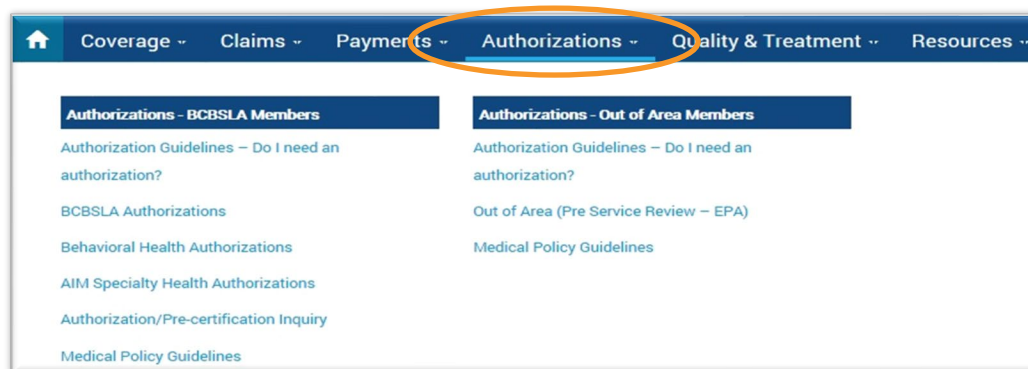 Coverage Claims Payments Authorizations Quality & Treatment Resources
Authorizations - BCBSLA Members
Authorization Guidelines – Do I need an
authorization?
BCBSLA Authorizations
Behavioral Health Authorizations
AIM Specialty Health Authorizations
Authorization/Pre-certification Inquiry
Medical Policy Guidelines
Authorizations - Out of Area Members
Authorization Guidelines – Do I need an
authorization?
Out of Area (Pre Service Review – EPA)
Medical Policy Guidelines